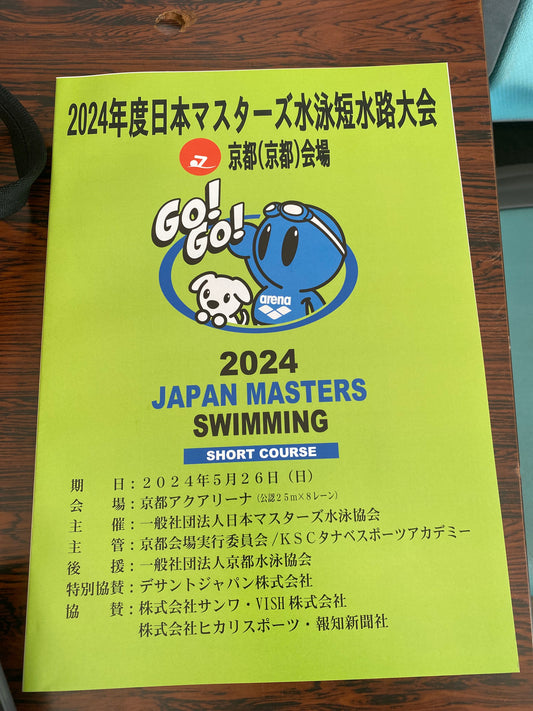 2024年度日本マスターズ水泳短水路大会
京都(京都)会場
GO!
GO!
arena
2024
JAPAN MASTERS
SWIMMING
SHORT COURSE
期　日：２０２４年５月２６日（日）
会　場：京都アクアリーナ（公認２５ｍ×８レーン）
主　催：一般社団法人日本マスターズ水泳協会
主　管：京都会場実行委員会/ＫＳＣタナベスポーツアカデミー
後　援：一般社団法人京都水泳協会
特別協賛：デサントジャパン株式会社
協　賛：株式会社サンワ・VISH株式会社
株式会社ヒカリスポーツ・報知新聞社